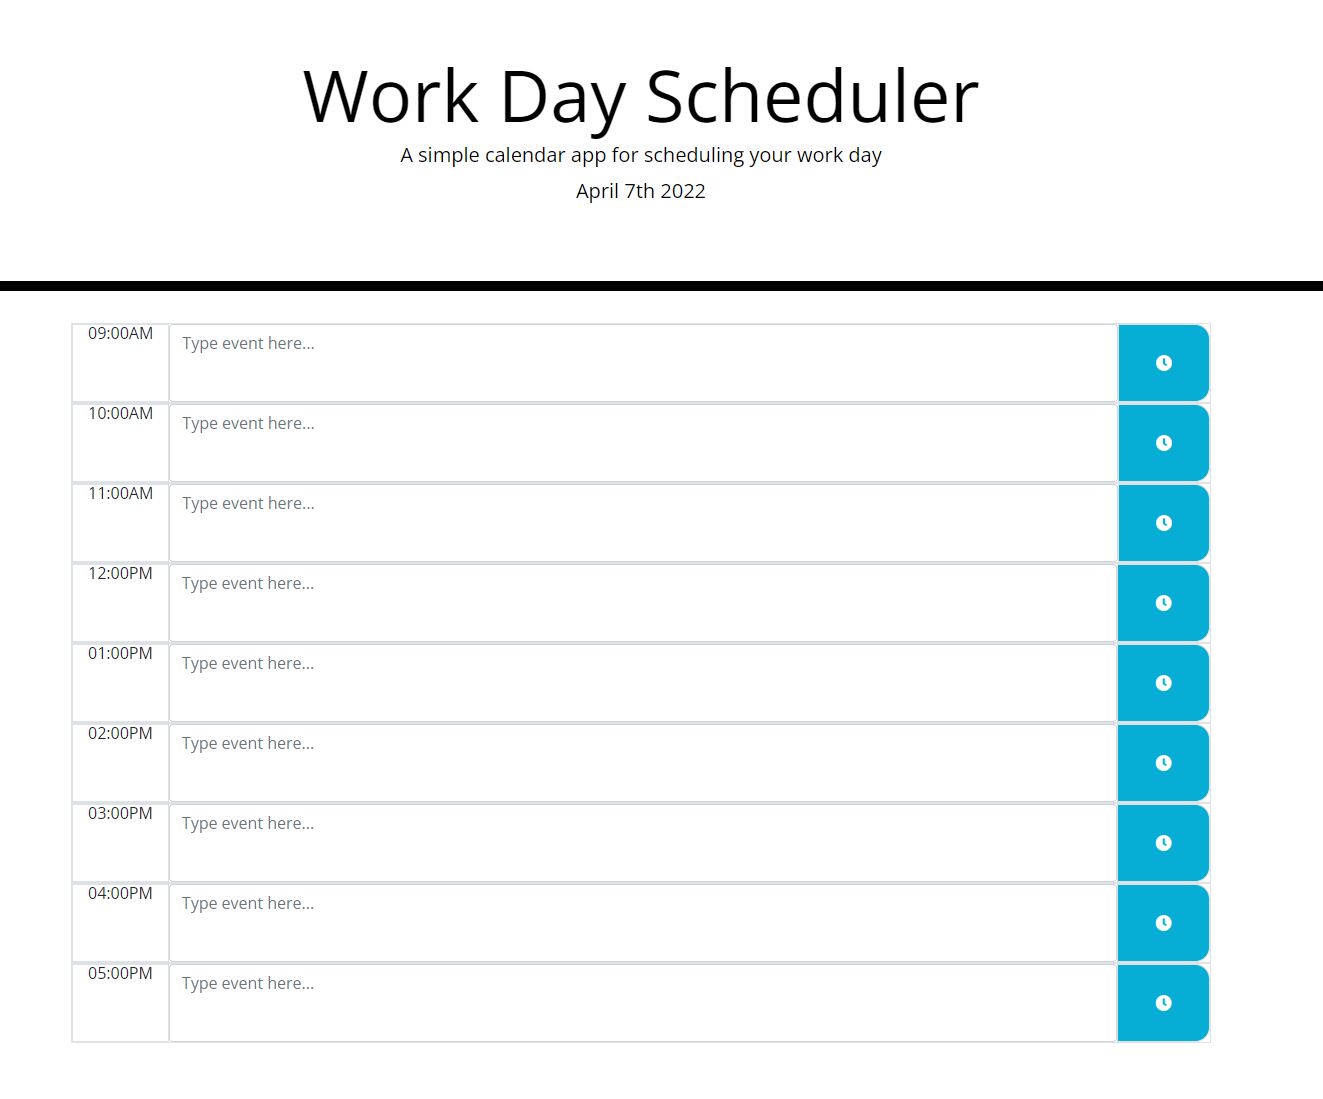 Work Day Scheduler
A simple calendar app for scheduling your work day
April 7th 2022
09:00AM
Type event here...
10:00AM
Type event here...
11:00AM
Type event here...
12:00PM
Type event here...
01:00PM
Type event here...
02:00PM
Type event here...
03:00PM
Type event here...
04:00PM
Type event here...
05:00PM
Type event here...